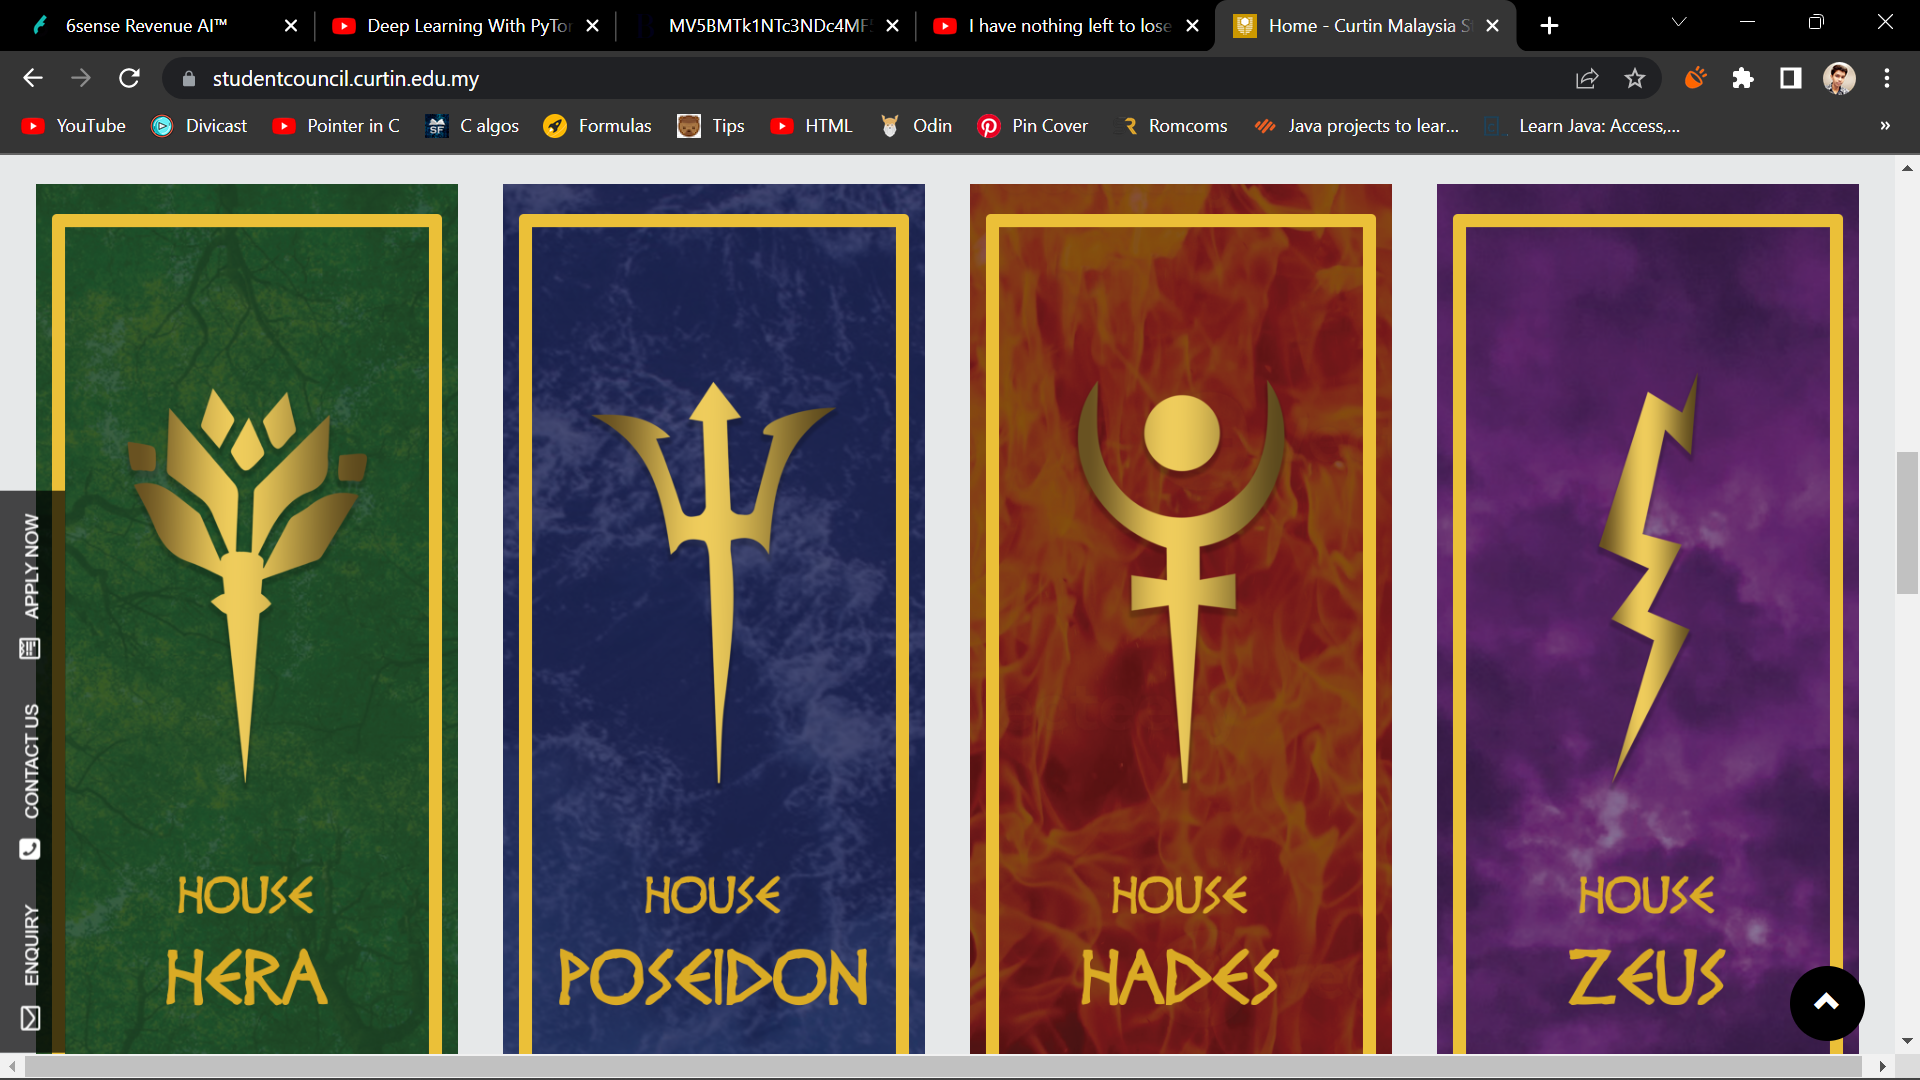 6sense Revenue AI™
Deep Learning With PyTor
MV5BMTk1NTc3NDc4MF
I have nothing left to lose
Home - Curtin Malaysia S
studentcouncil.curtin.edu.my
YouTube
Divicast
Pointer in C
C algos
Formulas
Tips
HTML
Odin
Pin Cover
Romcoms
Java projects to lear...
Learn Java: Access,...
»
APPLY NOW
CONTACT US
ENQUIRY
HOUSE
HERA
HOUSE
POSEIDON
HOUSE
HADES
HOUSE
ZEUS